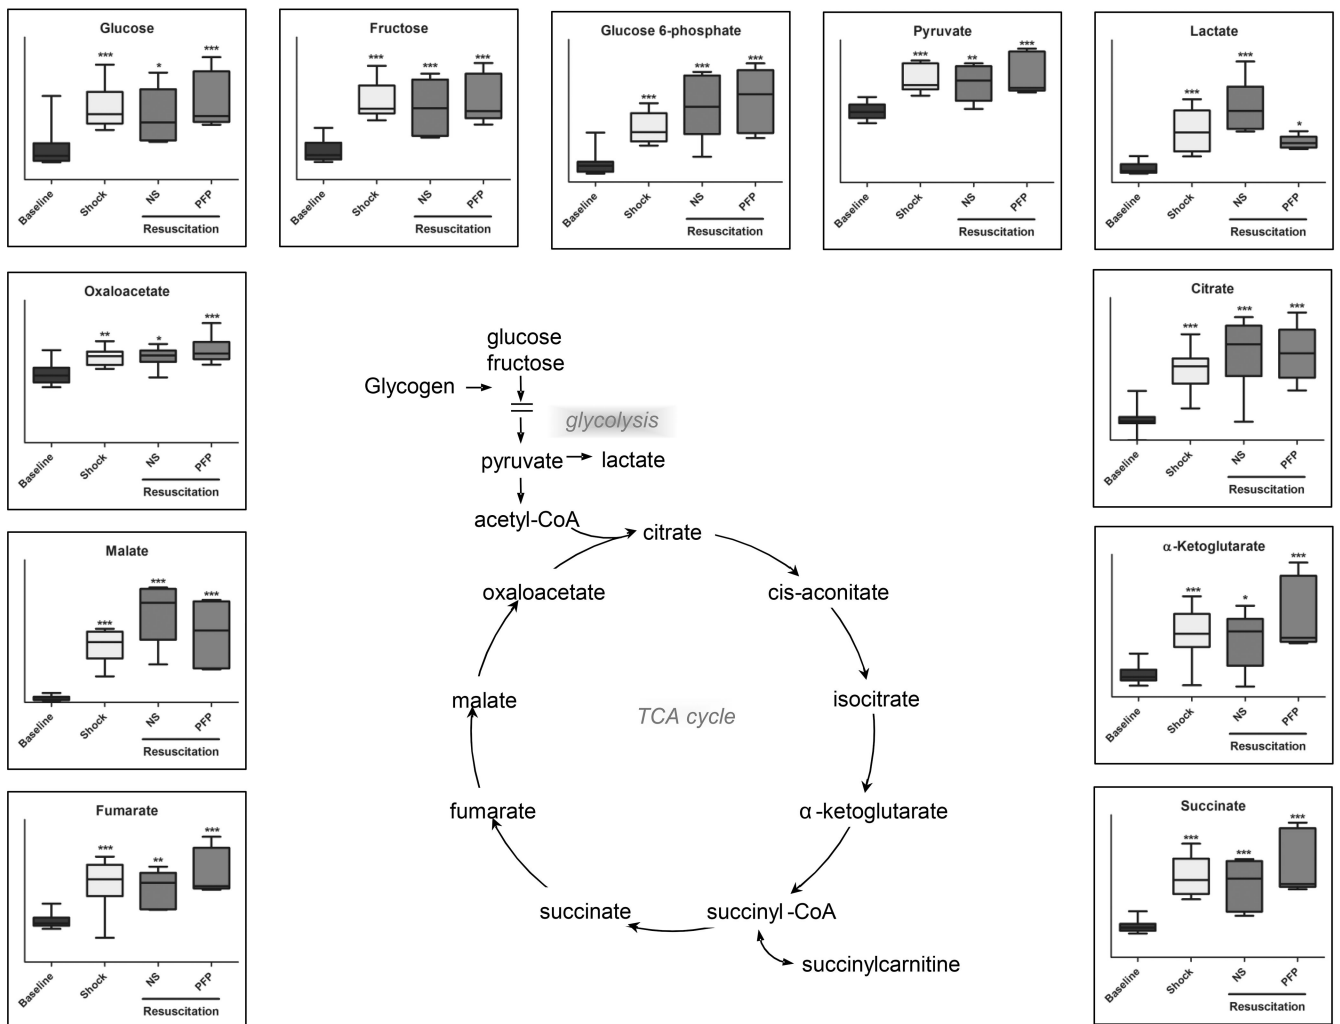 Glucose
***
*
***
Baseline
Shock
NS
PFP
Resuscitation
Fructose
***
***
***
Baseline
Shock
NS
PFP
Resuscitation
Glucose 6-phosphate
***
***
***
Baseline
Shock
NS
PFP
Resuscitation
Pyruvate
***
**
***
Baseline
Shock
NS
PFP
Resuscitation
Lactate
***
***
*
Baseline
Shock
NS
PFP
Resuscitation
Oxaloacetate
**
*
***
Baseline
Shock
NS
PFP
Resuscitation
Malate
***
***
***
Baseline
Shock
NS
PFP
Resuscitation
Fumarate
***
**
***
Baseline
Shock
NS
PFP
Resuscitation
glucose
fructose
Glycogen
glycolysis
pyruvate
lactate
acetyl-CoA
citrate
oxaloacetate
cis-aconitate
malate
isocitrate
TCA cycle
fumarate
α-ketoglutarate
succinate
succinyl-CoA
succinylcarnitine
Citrate
***
***
***
Baseline
Shock
NS
PFP
Resuscitation
α-Ketoglutarate
***
*
***
Baseline
Shock
NS
PFP
Resuscitation
Succinate
***
***
***
Baseline
Shock
NS
PFP
Resuscitation